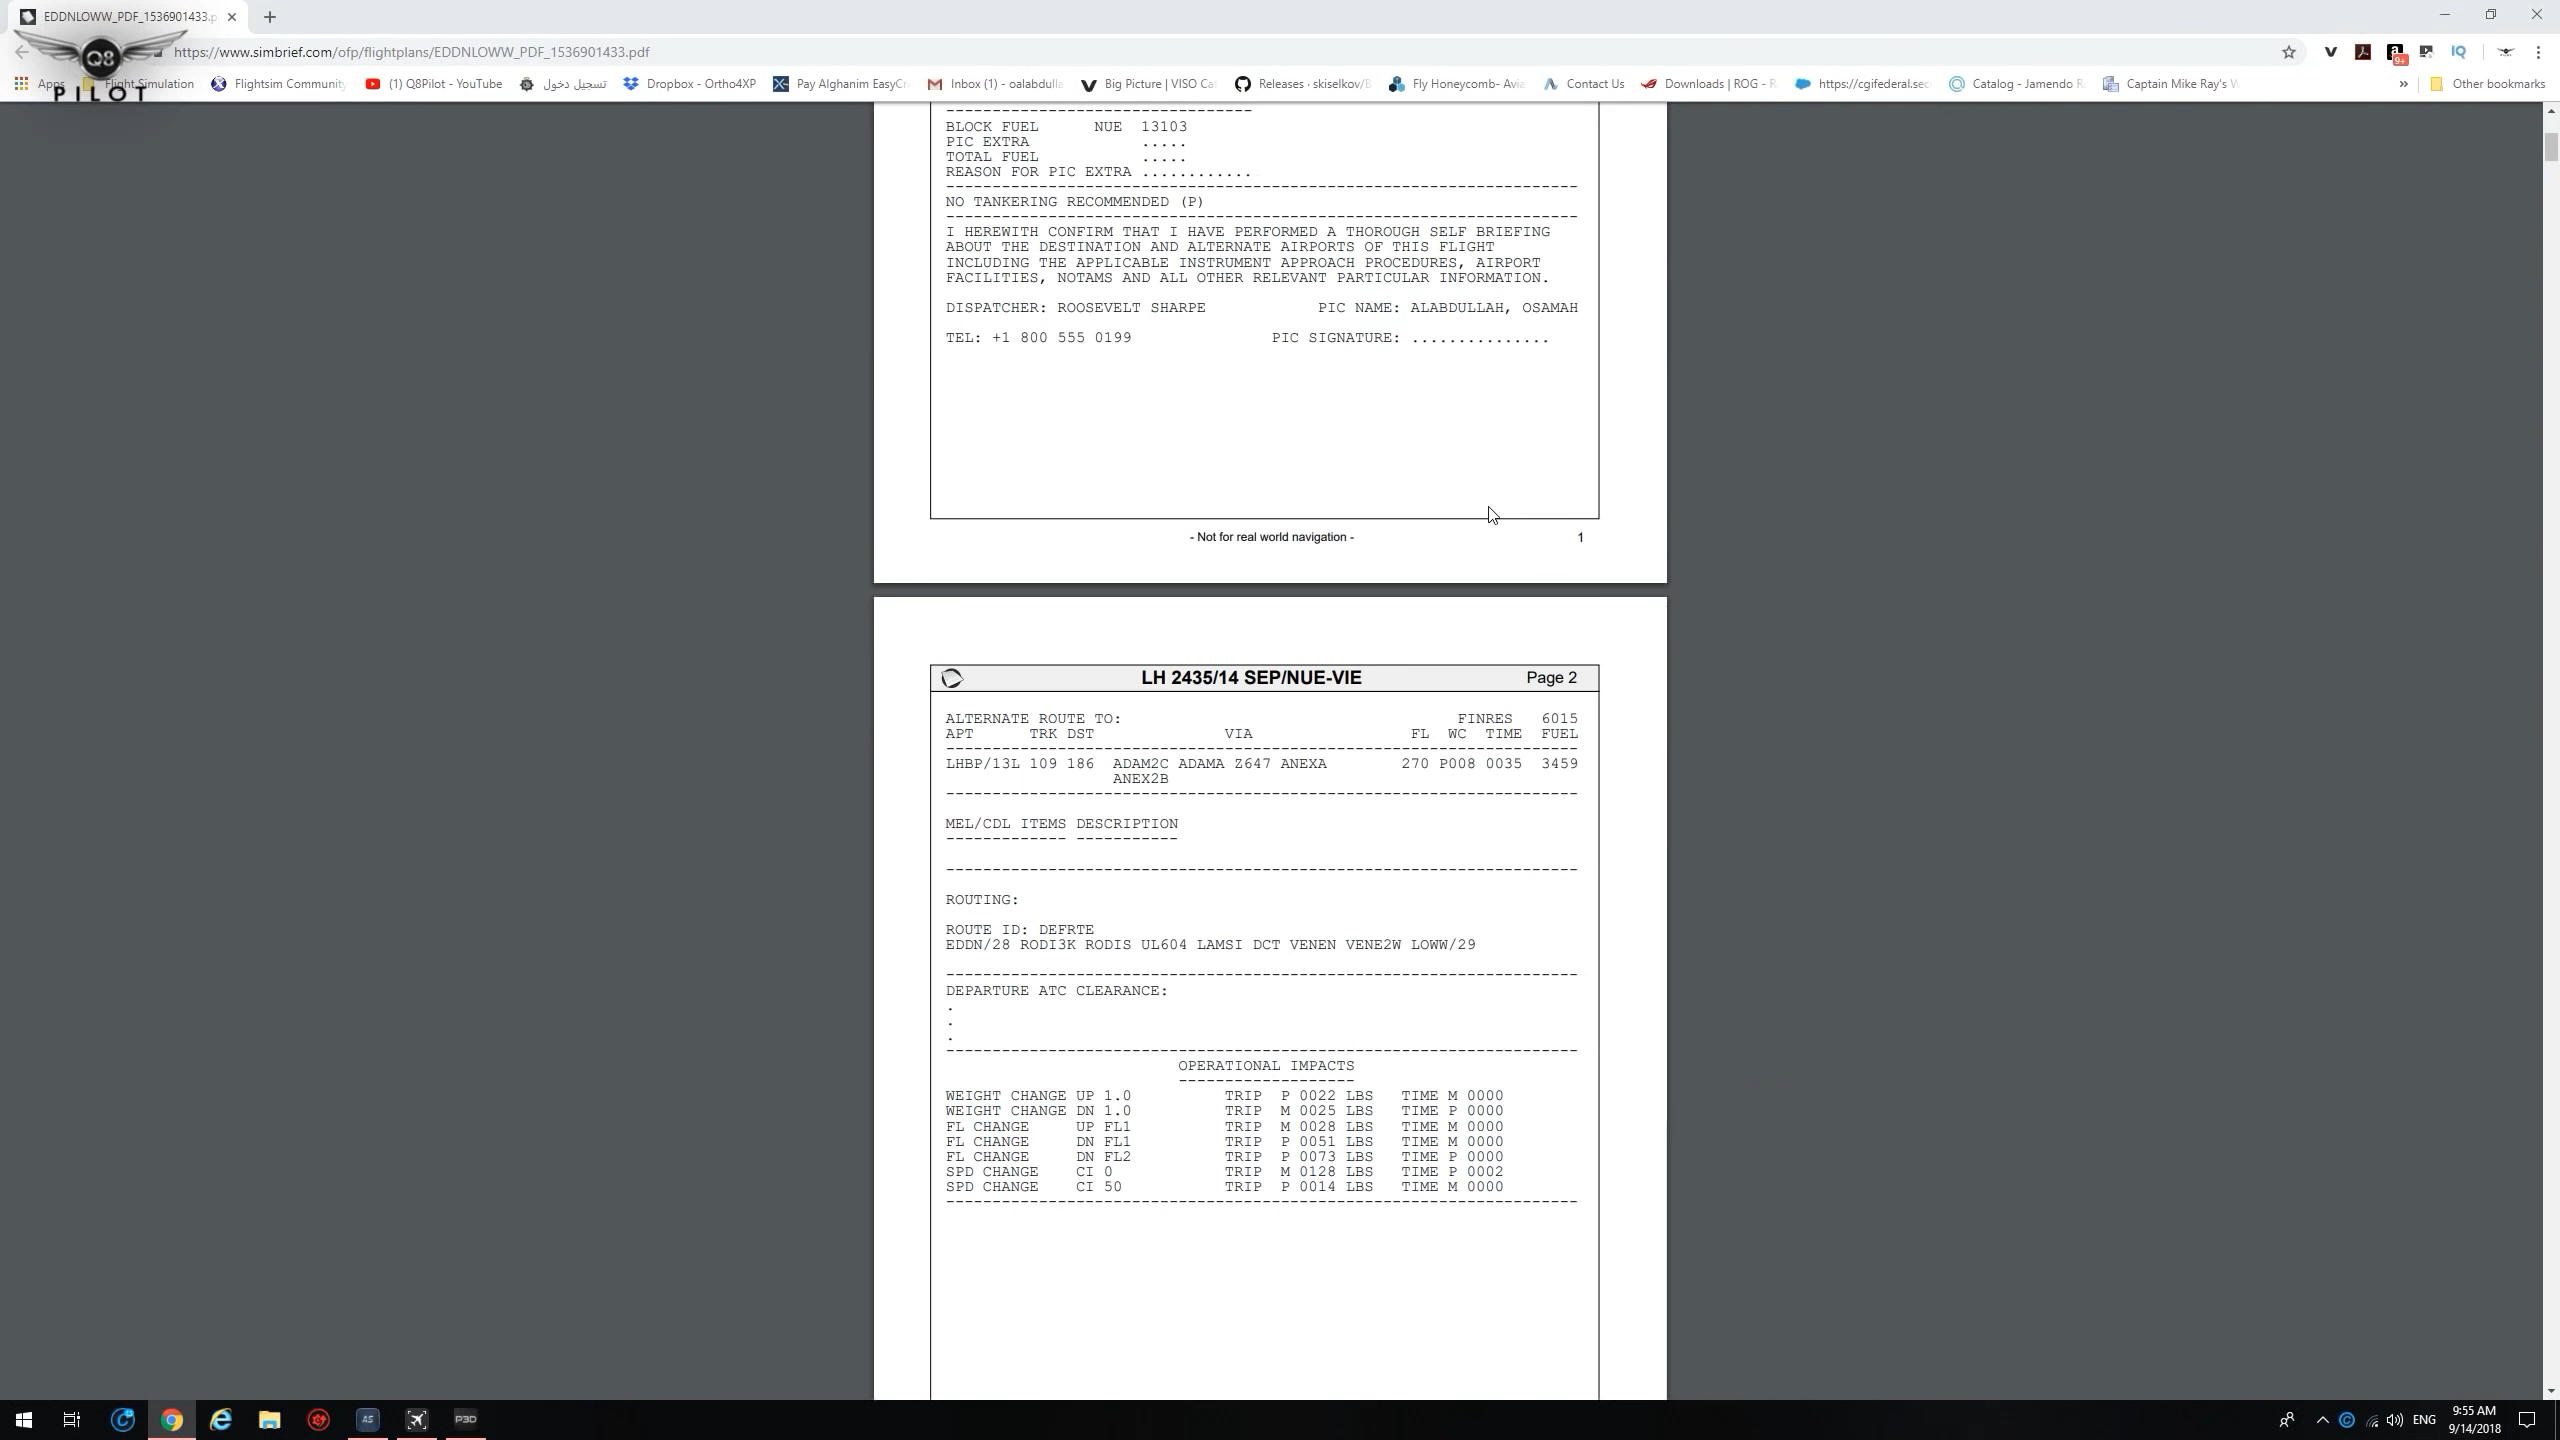 EDDNLOWW_PDF_1536901433.p
https://www.simbrief.com/ofp/flightplans/EDDNLOWW_PDF_1536901433.pdf
Q8
PILOT
9+
Apps Flight Simulation Flightsim Community (1) Q8Pilot - YouTube تسجيل دخول Dropbox - Ortho4XP Pay Alghanim EasyCr Inbox (1) - oalabdulla Big Picture | VISO Ca Releases · skiselkov/ Fly Honeycomb- Avia Contact Us Downloads | ROG - R https://cgifederal.sec Catalog - Jamendo Captain Mike Ray's » Other bookmarks
BLOCK FUEL NUE 13103
PIC EXTRA .....
TOTAL FUEL .....
REASON FOR PIC EXTRA ............
NO TANKERING RECOMMENDED (P)
I HEREWITH CONFIRM THAT I HAVE PERFORMED A THOROUGH SELF BRIEFING
ABOUT THE DESTINATION AND ALTERNATE AIRPORTS OF THIS FLIGHT
INCLUDING THE APPLICABLE INSTRUMENT APPROACH PROCEDURES, AIRPORT
FACILITIES, NOTAMS AND ALL OTHER RELEVANT PARTICULAR INFORMATION.
DISPATCHER: ROOSEVELT SHARPE PIC NAME: ALABDULLAH, OSAMAH
TEL: +1 800 555 0199 PIC SIGNATURE: ...............
- Not for real world navigation - 1
LH 2435/14 SEP/NUE-VIE Page 2
ALTERNATE ROUTE TO: FINRES 6015
APT TRK DST VIA FL WC TIME FUEL
LHBP/13L 109 186 ADAM2C ADAMA Z647 ANEXA 270 P008 0035 3459
ANEX2B
MEL/CDL ITEMS DESCRIPTION
ROUTING:
ROUTE ID: DEFRTE
EDDN/28 RODI3K RODIS UL604 LAMSI DCT VENEN VENE2W LOWW/29
DEPARTURE ATC CLEARANCE:
.
.
.
OPERATIONAL IMPACTS
WEIGHT CHANGE UP 1.0 TRIP P 0022 LBS TIME M 0000
WEIGHT CHANGE DN 1.0 TRIP M 0025 LBS TIME P 0000
FL CHANGE UP FL1 TRIP M 0028 LBS TIME M 0000
FL CHANGE DN FL1 TRIP P 0051 LBS TIME M 0000
FL CHANGE DN FL2 TRIP P 0073 LBS TIME P 0000
SPD CHANGE CI 0 TRIP M 0128 LBS TIME P 0002
SPD CHANGE CI 50 TRIP P 0014 LBS TIME M 0000
AS P3D ENG 9:55 AM
9/14/2018